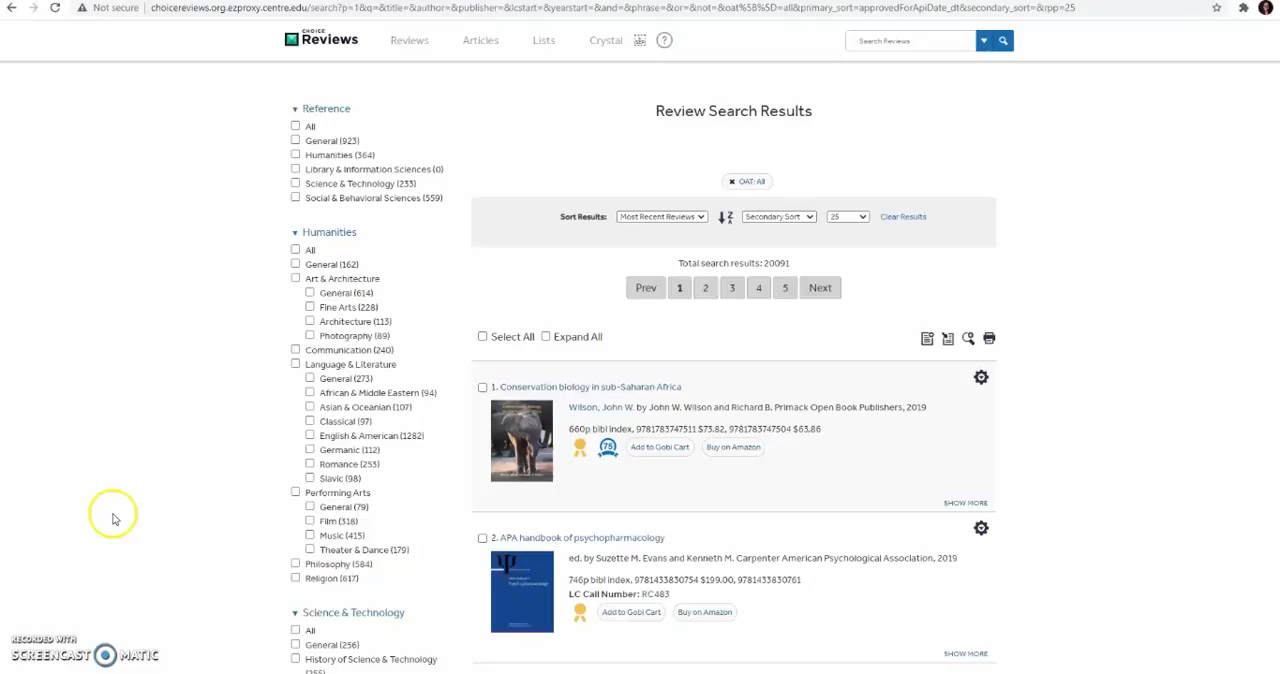 Not secure | choicereviews.org.ezproxy.centre.edu/search?p=1&q=&title=&author=&publisher=&lcstart=&yearstart=&and=&phrase=&or=&not=&oat%5B%5D=all&primary_sort=approvedForApiDate_dt&secondary_sort=&rpp=25
CHOICE
Reviews
Reviews Articles Lists Crystal ?
Search Reviews
Reference
All
General (923)
Humanities (364)
Library & Information Sciences (0)
Science & Technology (233)
Social & Behavioral Sciences (559)
Humanities
All
General (162)
Art & Architecture
General (614)
Fine Arts (228)
Architecture (113)
Photography (89)
Communication (240)
Language & Literature
General (273)
African & Middle Eastern (94)
Asian & Oceanian (107)
Classical (97)
English & American (1282)
Germanic (112)
Romance (253)
Slavic (98)
Performing Arts
General (79)
Film (318)
Music (415)
Theater & Dance (179)
Philosophy (584)
Religion (617)
Science & Technology
All
General (256)
History of Science & Technology
(255)
Review Search Results
✖ OAT: All
Sort Results: Most Recent Reviews Secondary Sort 25 Clear Results
Total search results: 20091
Prev 1 2 3 4 5 Next
Select All Expand All
1. Conservation biology in sub-Saharan Africa
Wilson, John W. by John W. Wilson and Richard B. Primack Open Book Publishers, 2019
660p bibl index, 9781783747511 $73.82, 9781783747504 $63.86
75 Add to Gobi Cart Buy on Amazon
SHOW MORE
2. APA handbook of psychopharmacology
ed. by Suzette M. Evans and Kenneth M. Carpenter American Psychological Association, 2019
746p bibl index, 9781433830754 $199.00, 9781433830761
LC Call Number: RC483
Add to Gobi Cart Buy on Amazon
SHOW MORE
RECORDED WITH
SCREENCAST MATIC